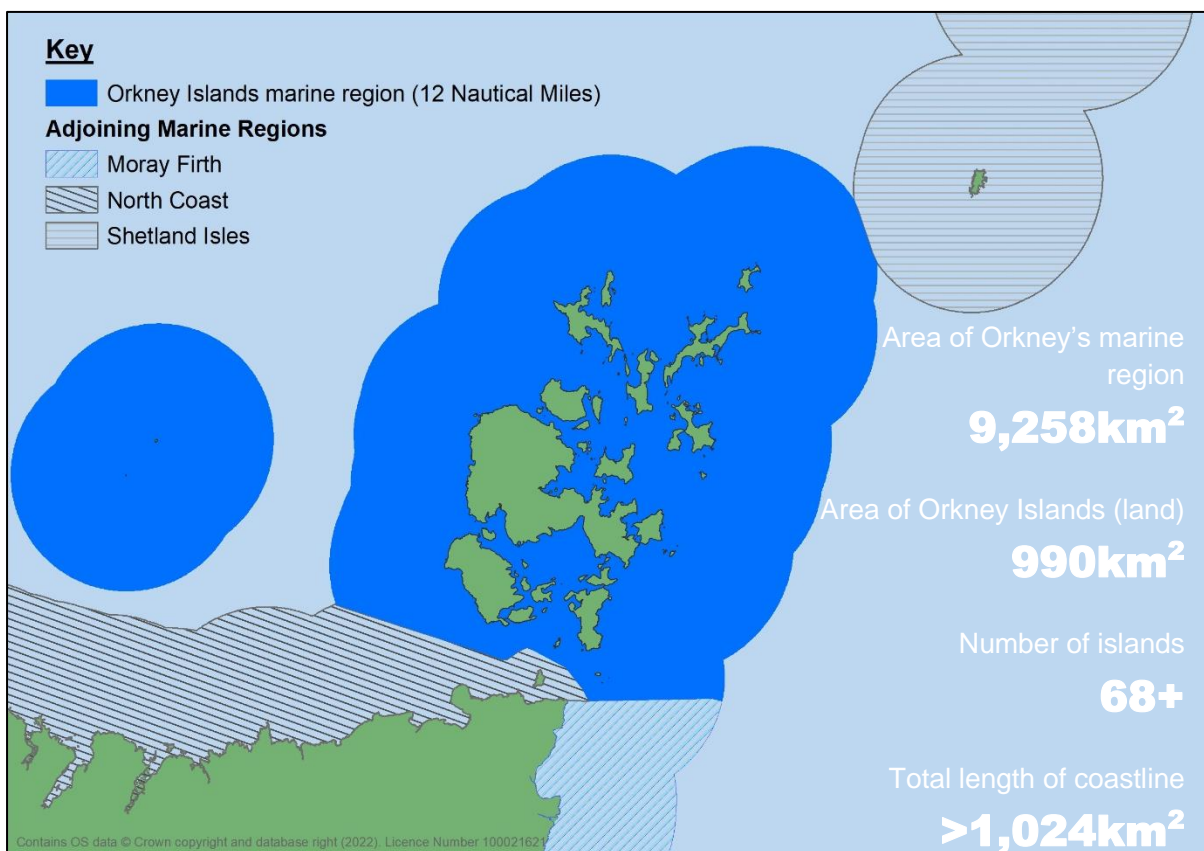 Key
Orkney Islands marine region (12 Nautical Miles)
Adjoining Marine Regions
Moray Firth
North Coast
Shetland Isles
Area of Orkney's marine
region
9,258km²
Area of Orkney Islands (land)
990km²
Number of islands
68+
Total length of coastline
>1,024km²
Contains OS data © Crown copyright and database right (2022). Licence Number 100021621